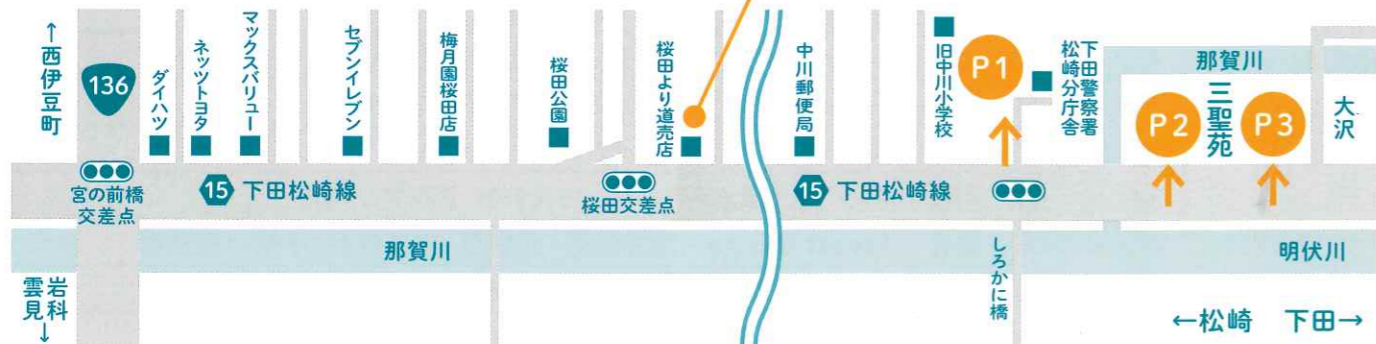 ↑西伊豆町
136
ダイハツ
ネッツトヨタ
マックスバリュー
セブンイレブン
梅月園桜田店
桜田公園
桜田より道売店
中川郵便局
旧中川小学校
P1
下田警察署
松崎分庁舎
那賀川
三聖苑
P2
P3
大沢
宮の前橋
交差点
15 下田松崎線
桜田交差点
15 下田松崎線
那賀川
しろかに橋
明伏川
岩科
雲見↓
←松崎 下田→